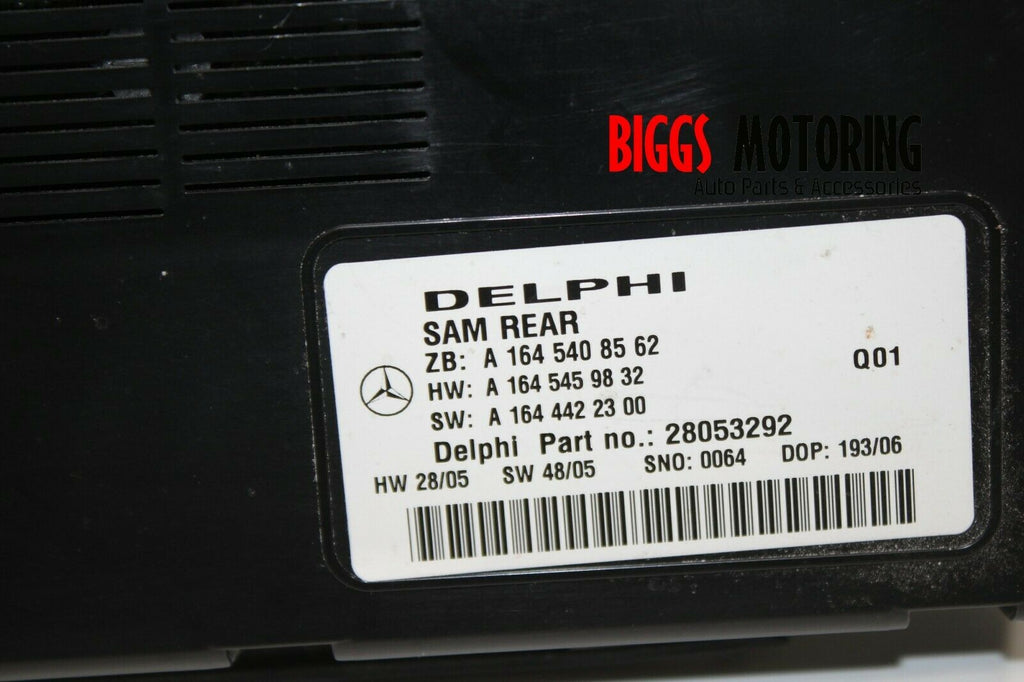 BIGGS MOTORING
Auto Parts & Accessories
DELPHI
SAM REAR
ZB: A 164 540 85 62
HW: A 164 545 98 32
SW: A 164 442 23 00
Q01
Delphi Part no.: 28053292
HW 28/05 SW 48/05 SNO: 0064 DOP: 193/06